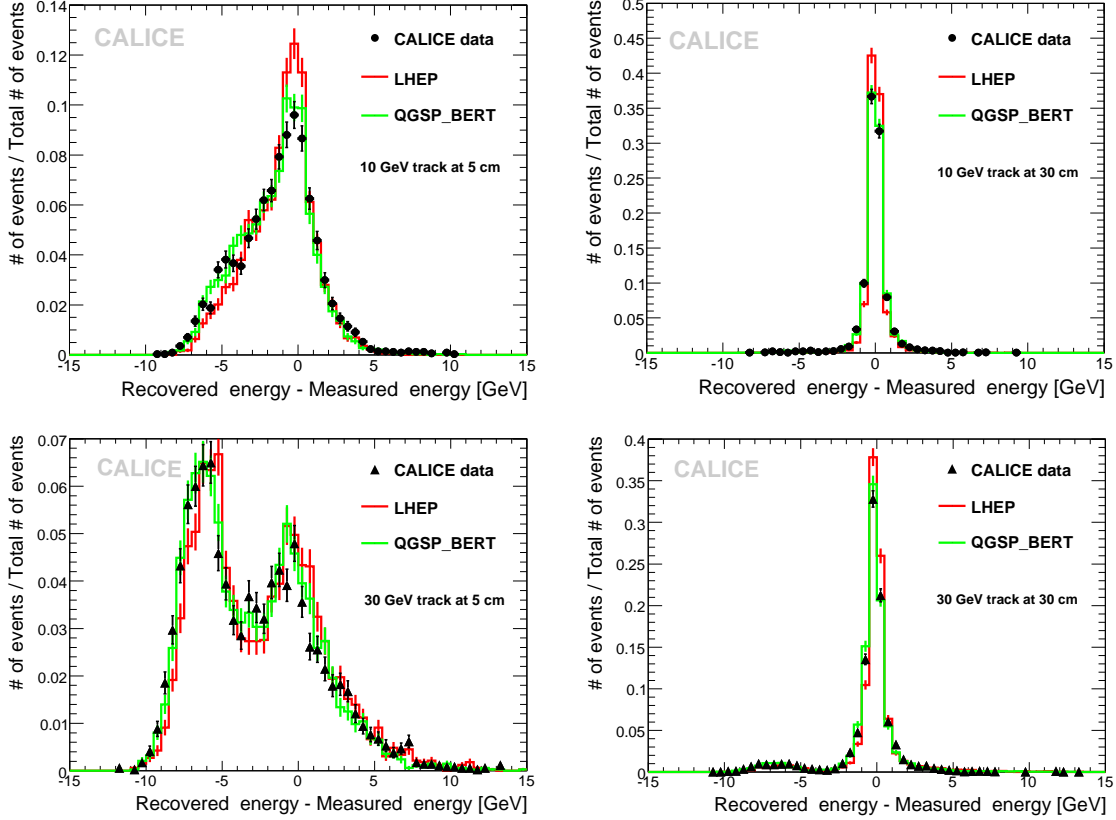 0.14
0.12
0.1
0.08
0.06
0.04
0.02
0
-15
-10
-5
0
5
10
15
# of events / Total # of events
Recovered energy - Measured energy [GeV]
CALICE
CALICE data
LHEP
QGSP_BERT
10 GeV track at 5 cm
0.5
0.45
0.4
0.35
0.3
0.25
0.2
0.15
0.1
0.05
0
-15
-10
-5
0
5
10
15
# of events / Total # of events
Recovered energy - Measured energy [GeV]
CALICE
CALICE data
LHEP
QGSP_BERT
10 GeV track at 30 cm
0.07
0.06
0.05
0.04
0.03
0.02
0.01
0
-15
-10
-5
0
5
10
15
# of events / Total # of events
Recovered energy - Measured energy [GeV]
CALICE
CALICE data
LHEP
QGSP_BERT
30 GeV track at 5 cm
0.4
0.35
0.3
0.25
0.2
0.15
0.1
0.05
0
-15
-10
-5
0
5
10
15
# of events / Total # of events
Recovered energy - Measured energy [GeV]
CALICE
CALICE data
LHEP
QGSP_BERT
30 GeV track at 30 cm